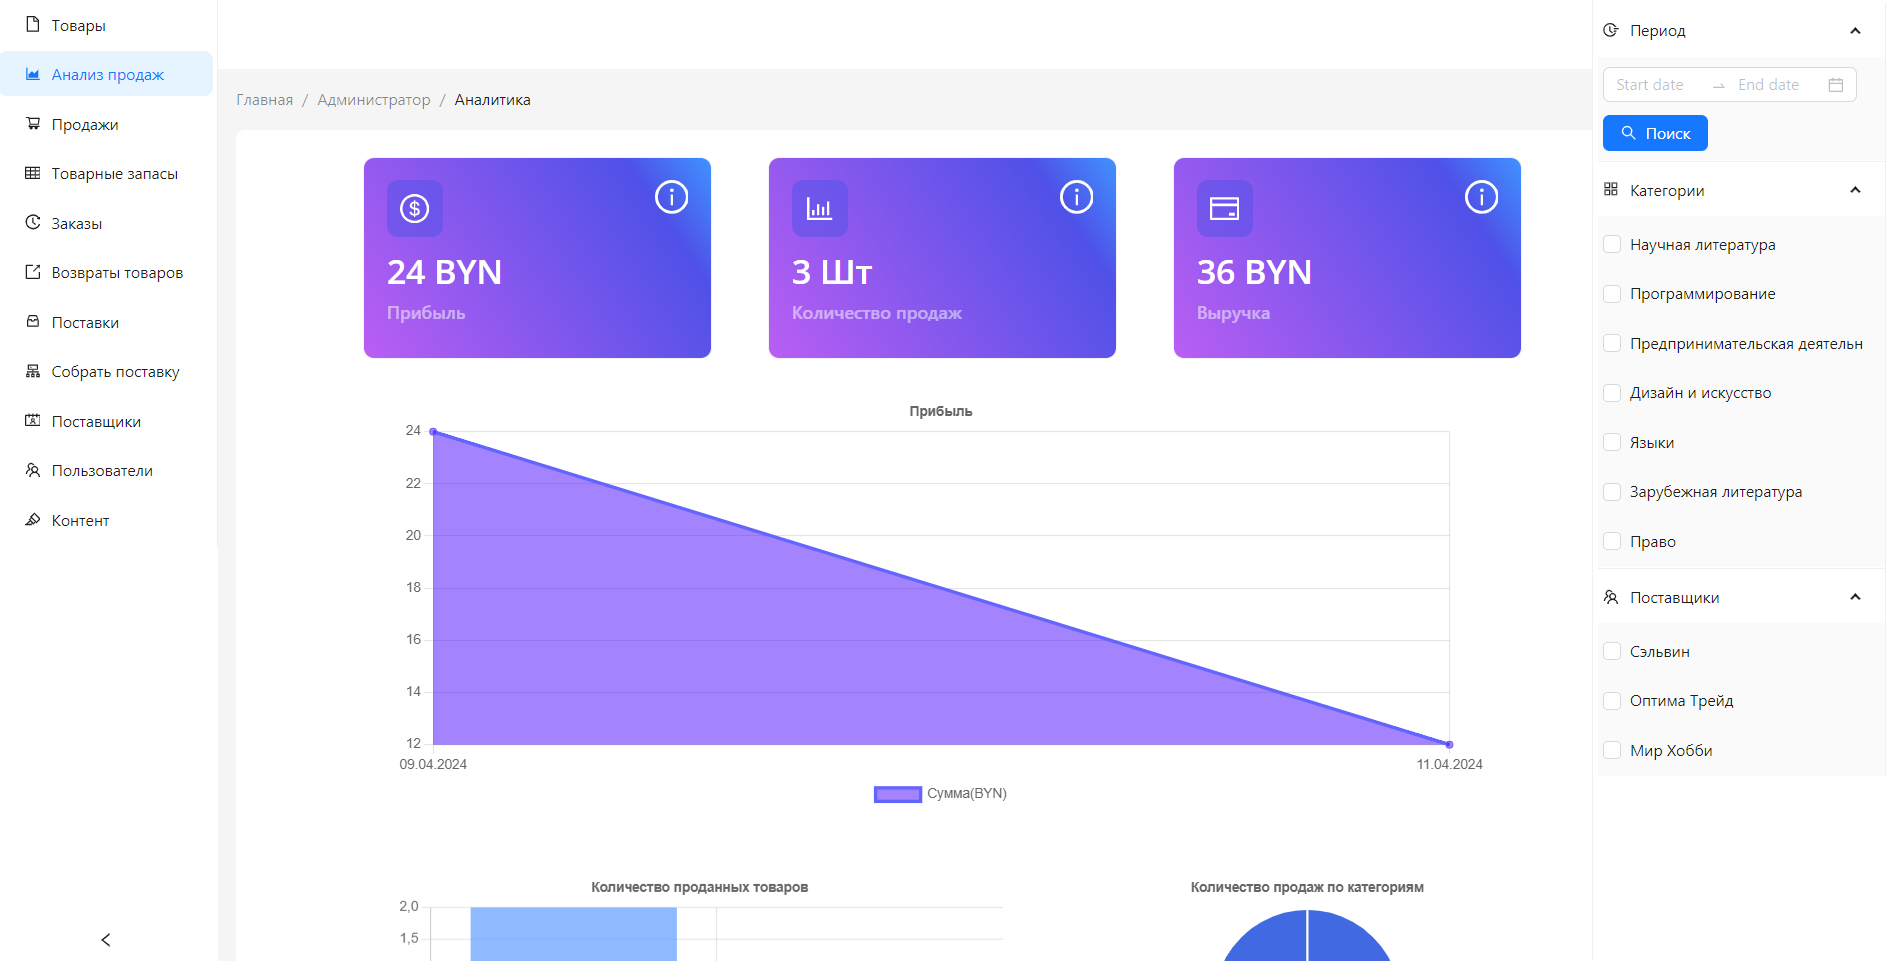 Товары
Анализ продаж
Продажи
Товарные запасы
Заказы
Возвраты товаров
Поставки
Собрать поставку
Поставщики
Пользователи
Контент
Главная / Администратор / Аналитика
24 BYN
Прибыль
3 Шт
Количество продаж
36 BYN
Выручка
Прибыль
24
22
20
18
16
14
12
09.04.2024 11.04.2024
Сумма(BYN)
Количество проданных товаров
2,0
1,5
Количество продаж по категориям
Период
Start date End date
Поиск
Категории
Научная литература
Программирование
Предпринимательская деятельн
Дизайн и искусство
Языки
Зарубежная литература
Право
Поставщики
Сэльвин
Оптима Трейд
Мир Хобби